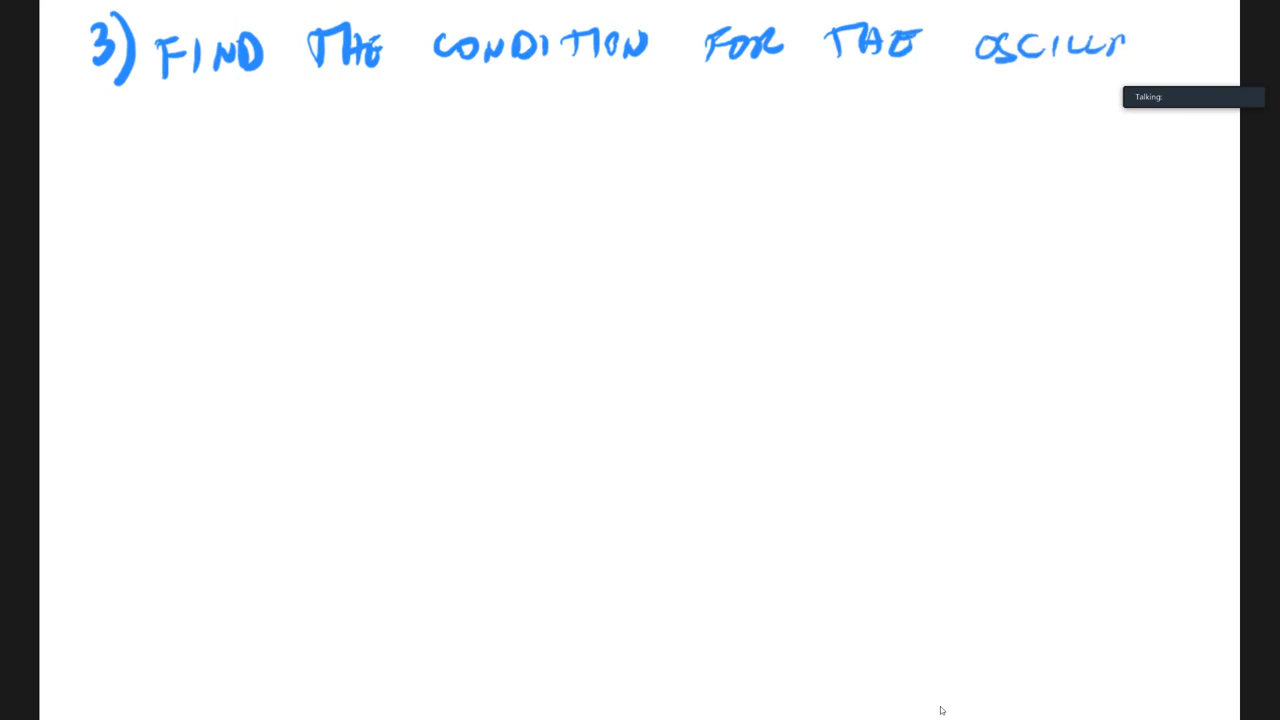 3) FIND THE CONDITION FOR THE OSCILL
Talking: